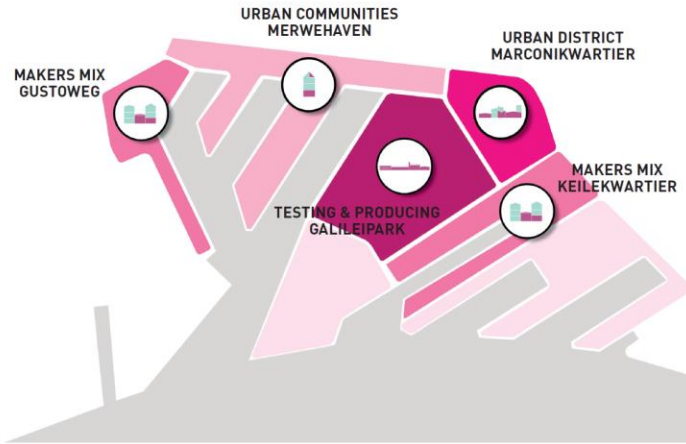 URBAN COMMUNITIES
MERWEHAVEN
URBAN DISTRICT
MARCONIKWARTIER
MAKERS MIX
GUSTOWEG
MAKERS MIX
KEILEKWARTIER
TESTING & PRODUCING
GALILEIPARK